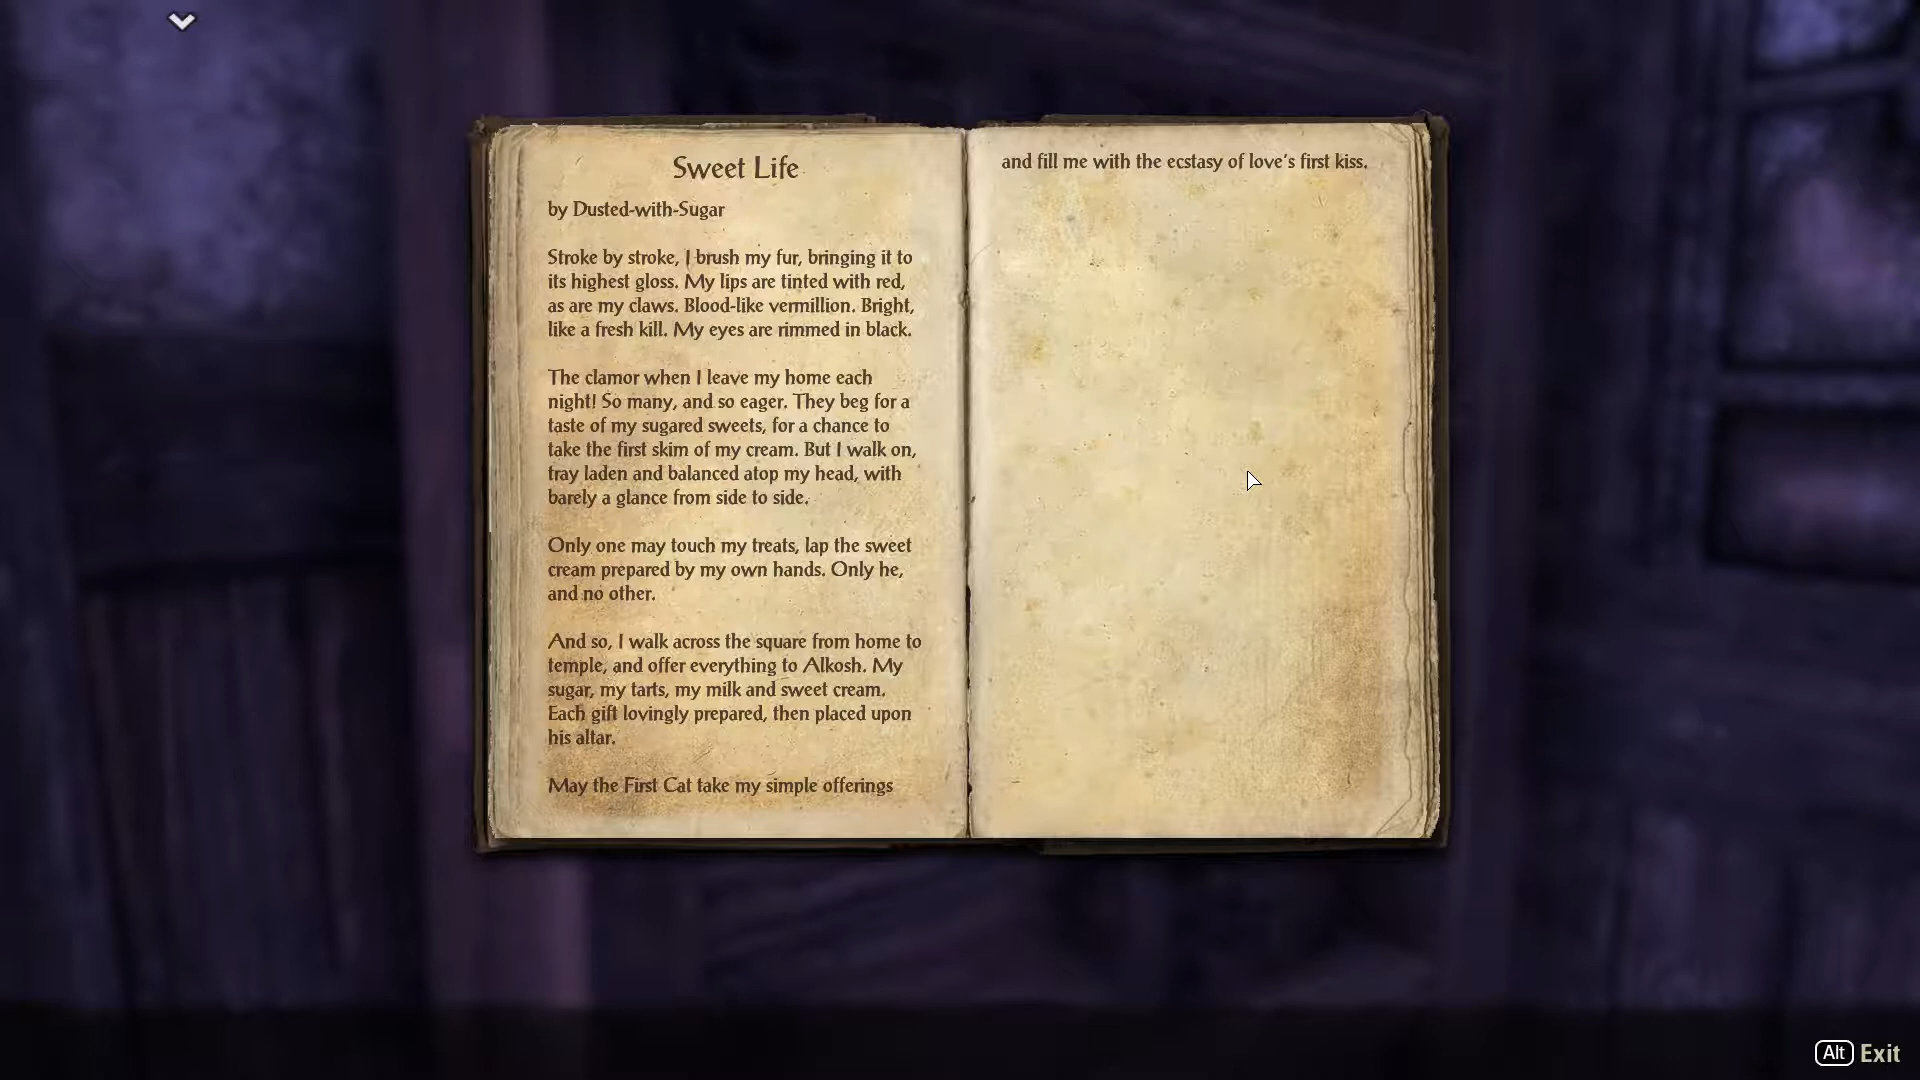 Sweet Life
by Dusted-with-Sugar
Stroke by stroke, I brush my fur, bringing it to
its highest gloss. My lips are tinted with red,
as are my claws. Blood-like vermillion. Bright,
like a fresh kill. My eyes are rimmed in black.
The clamor when I leave my home each
night! So many, and so eager. They beg for a
taste of my sugared sweets, for a chance to
take the first skim of my cream. But I walk on,
tray laden and balanced atop my head, with
barely a glance from side to side.
Only one may touch my treats, lap the sweet
cream prepared by my own hands. Only he,
and no other.
And so, I walk across the square from home to
temple, and offer everything to Alkosh. My
sugar, my tarts, my milk and sweet cream.
Each gift lovingly prepared, then placed upon
his altar.
May the First Cat take my simple offerings
and fill me with the ecstasy of love's first kiss.
Alt Exit